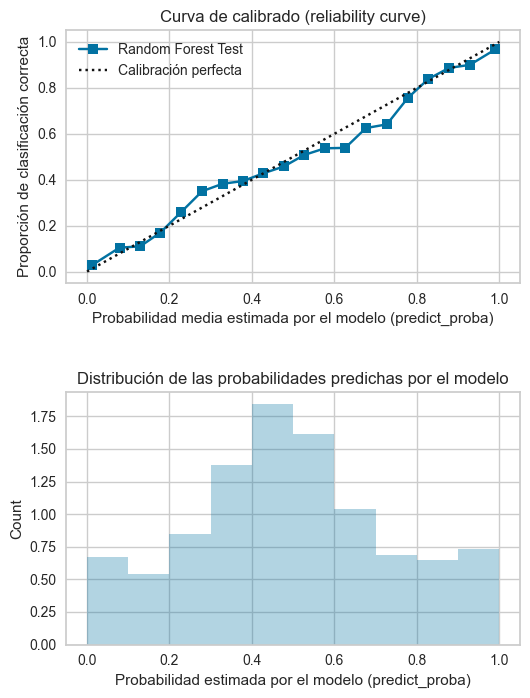 Curva de calibrado (reliability curve)
Proporción de clasificación correcta
1.0
0.8
0.6
0.4
0.2
0.0
Random Forest Test
Calibración perfecta
0.0 0.2 0.4 0.6 0.8 1.0
Probabilidad media estimada por el modelo (predict_proba)
Distribución de las probabilidades predichas por el modelo
Count
1.75
1.50
1.25
1.00
0.75
0.50
0.25
0.00
0.0 0.2 0.4 0.6 0.8 1.0
Probabilidad estimada por el modelo (predict_proba)